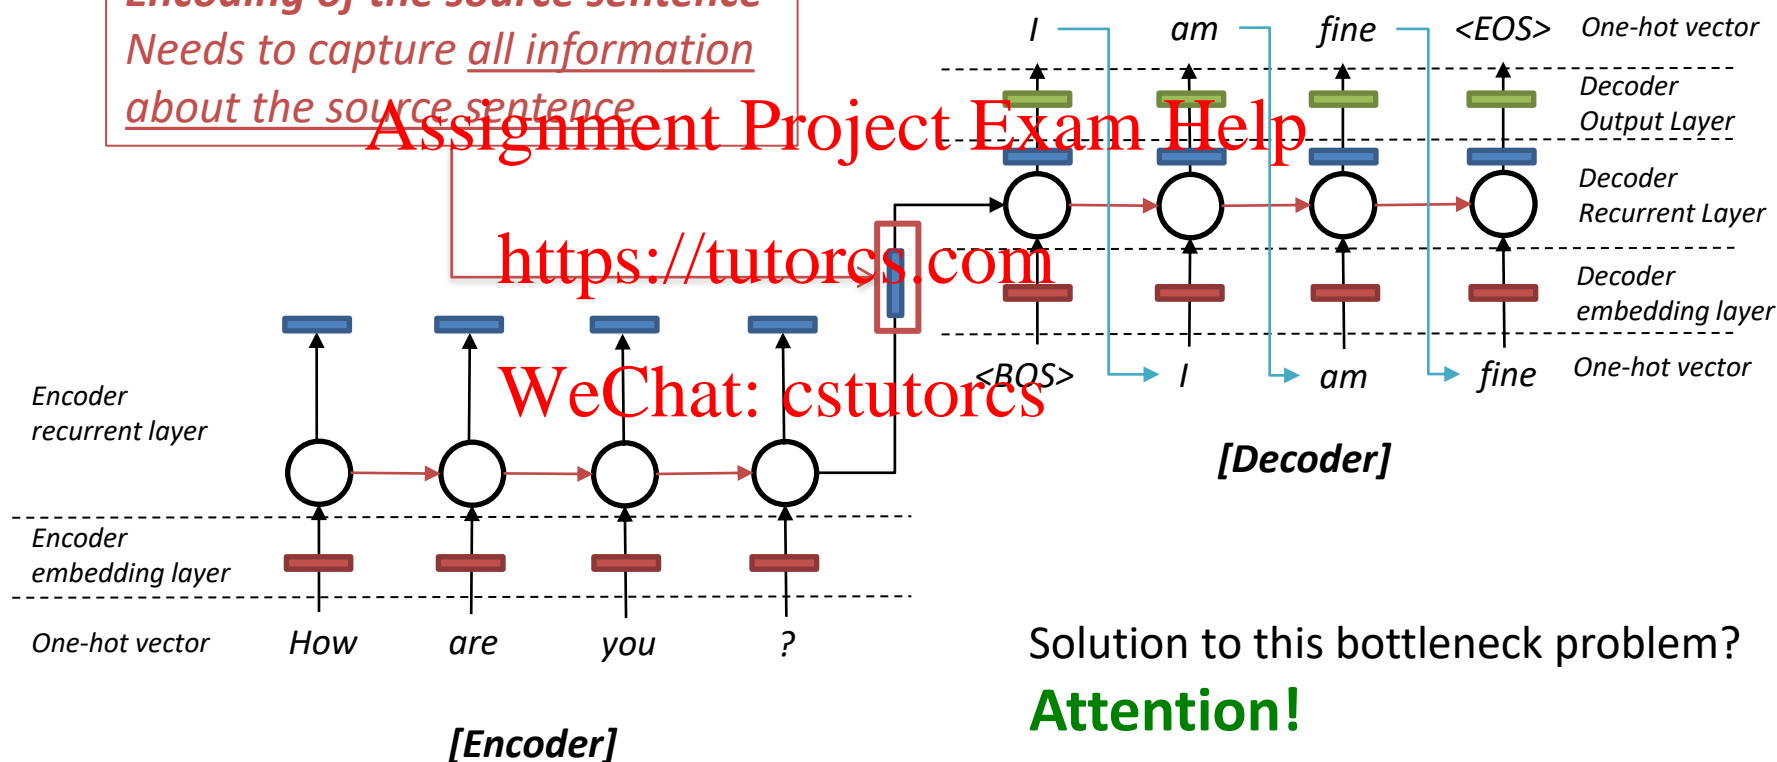 Encoding of the source sentence
Needs to capture all information
about the source sentence.
Assignment Project Exam Help
https://tutorcs.com
WeChat: cstutorcs
I am fine <EOS> One-hot vector
Decoder
Output Layer
Decoder
Recurrent Layer
Decoder
embedding layer
<BOS> I am fine One-hot vector
[Decoder]
Encoder
recurrent layer
Encoder
embedding layer
One-hot vector How are you ?
[Encoder]
Solution to this bottleneck problem?
Attention!